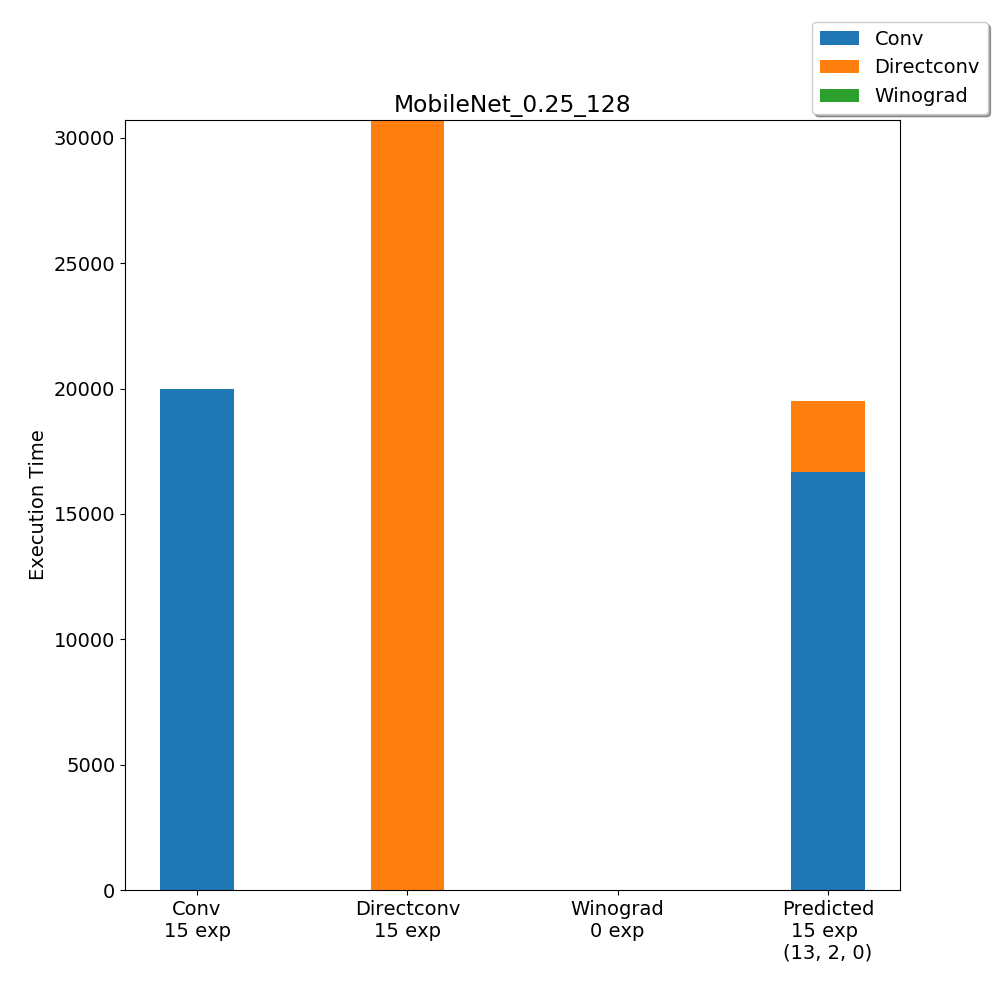 Conv
Directconv
Winograd
MobileNet_0.25_128
30000
25000
20000
15000
10000
5000
0
Execution Time
Conv
15 exp
Directconv
15 exp
Winograd
0 exp
Predicted
15 exp
(13, 2, 0)